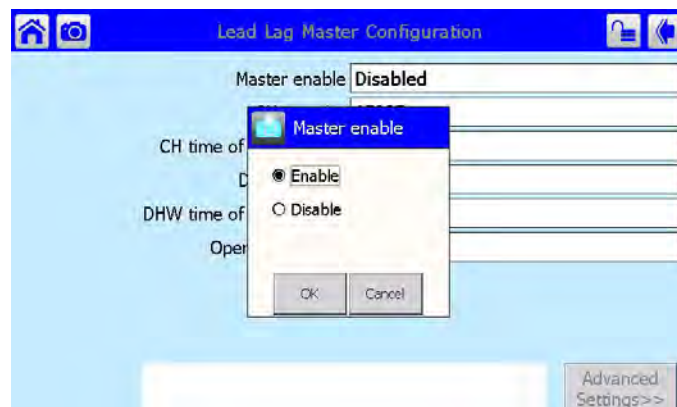 Lead Lag Master Configuration
Master enable Disabled
Master enable
CH time of
Enable
DHW time of
Disable
Oper
OK Cancel
Advanced
Settings>>